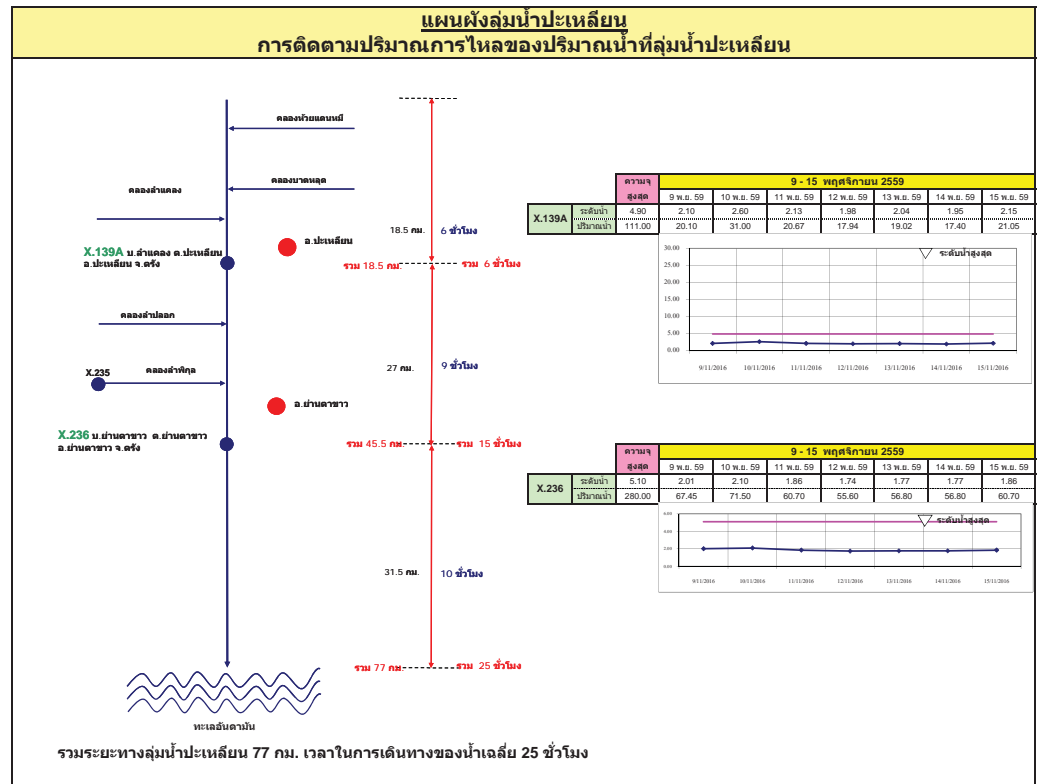 แผนผังลุ่มน้ำปะเหลียน
การติดตามปริมาณการไหลของปริมาณน้ำที่ลุ่มน้ำปะเหลียน
คลองห้วยแดนหมี
คลองบาดหลุด
คลองลำแคลง
18.5 กม. 6 ชั่วโมง
อ.ปะเหลียน
X.139A บ.ลำแคลง ต.ปะเหลียน
อ.ปะเหลียน จ.ตรัง
รวม 18.5 กม. รวม 6 ชั่วโมง
คลองลำปลอก
X.235 คลองลำพิกุล
27 กม. 9 ชั่วโมง
อ.ย่านตาขาว
X.236 บ.ย่านตาขาว ต.ย่านตาขาว
อ.ย่านตาขาว จ.ตรัง
รวม 45.5 กม. รวม 15 ชั่วโมง
31.5 กม. 10 ชั่วโมง
รวม 77 กม. รวม 25 ชั่วโมง
ทะเลอันดามัน
รวมระยะทางลุ่มน้ำปะเหลียน 77 กม. เวลาในการเดินทางของน้ำเฉลี่ย 25 ชั่วโมง
ความจุ 9 - 15 พฤศจิกายน 2559
สูงสุด 9 พ.ย. 59 10 พ.ย. 59 11 พ.ย. 59 12 พ.ย. 59 13 พ.ย. 59 14 พ.ย. 59 15 พ.ย. 59
X.139A
ระดับน้ำ 4.90 2.10 2.60 2.13 1.98 2.04 1.95 2.15
ปริมาณน้ำ 111.00 20.10 31.00 20.67 17.94 19.02 17.40 21.05
ระดับน้ำสูงสุด
30.00
25.00
20.00
15.00
10.00
5.00
0.00
9/11/2016 10/11/2016 11/11/2016 12/11/2016 13/11/2016 14/11/2016 15/11/2016
ความจุ 9 - 15 พฤศจิกายน 2559
สูงสุด 9 พ.ย. 59 10 พ.ย. 59 11 พ.ย. 59 12 พ.ย. 59 13 พ.ย. 59 14 พ.ย. 59 15 พ.ย. 59
X.236
ระดับน้ำ 5.10 2.01 2.10 1.86 1.74 1.77 1.77 1.86
ปริมาณน้ำ 280.00 67.45 71.50 60.70 55.60 56.80 56.80 60.70
ระดับน้ำสูงสุด
6.00
4.00
2.00
0.00
9/11/2016 10/11/2016 11/11/2016 12/11/2016 13/11/2016 14/11/2016 15/11/2016